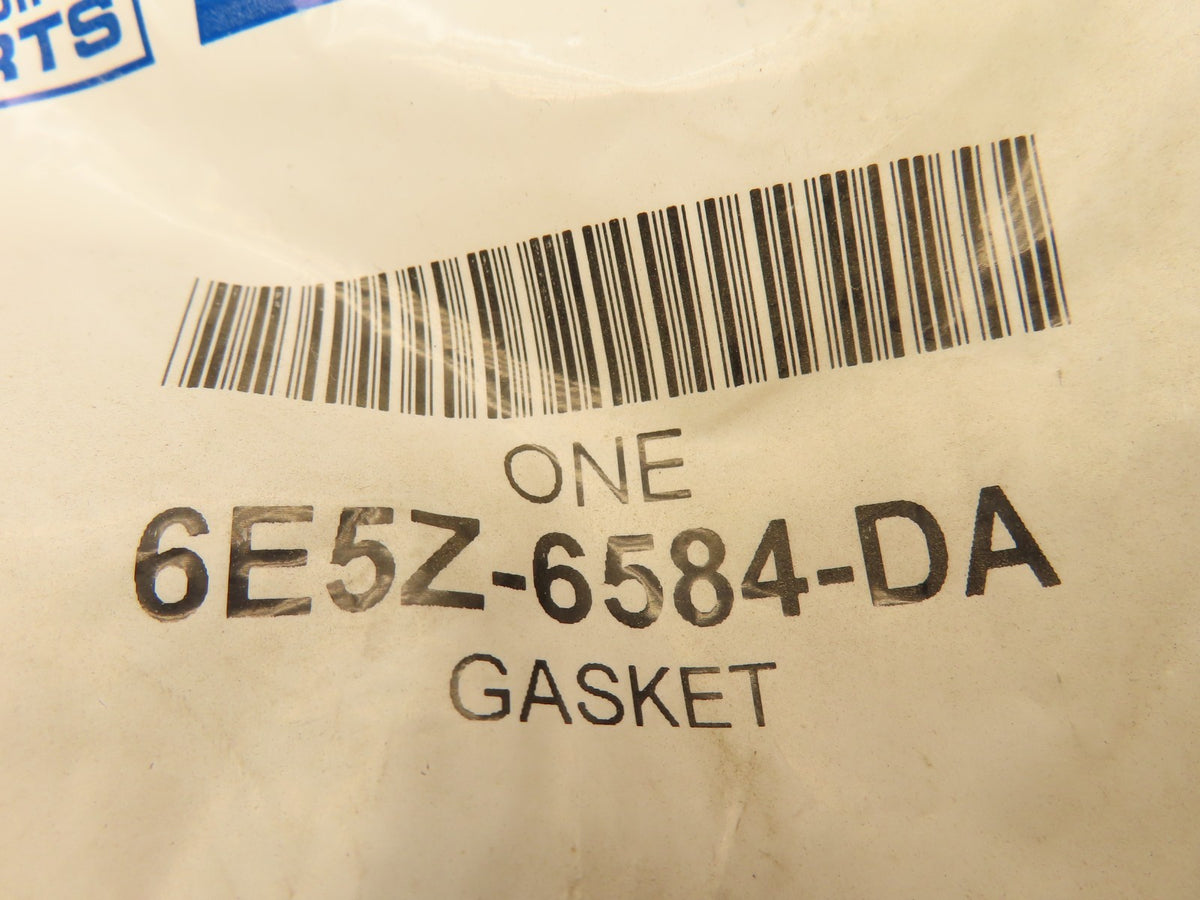 RTS
ONE
6E5Z-6584-DA
GASKET